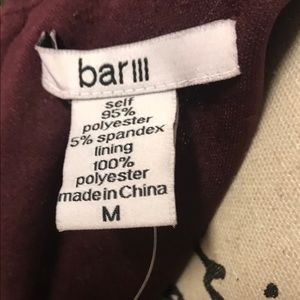 bar III
self
95%
polyester
5% spandex
lining
100%
polyester
made in China
M